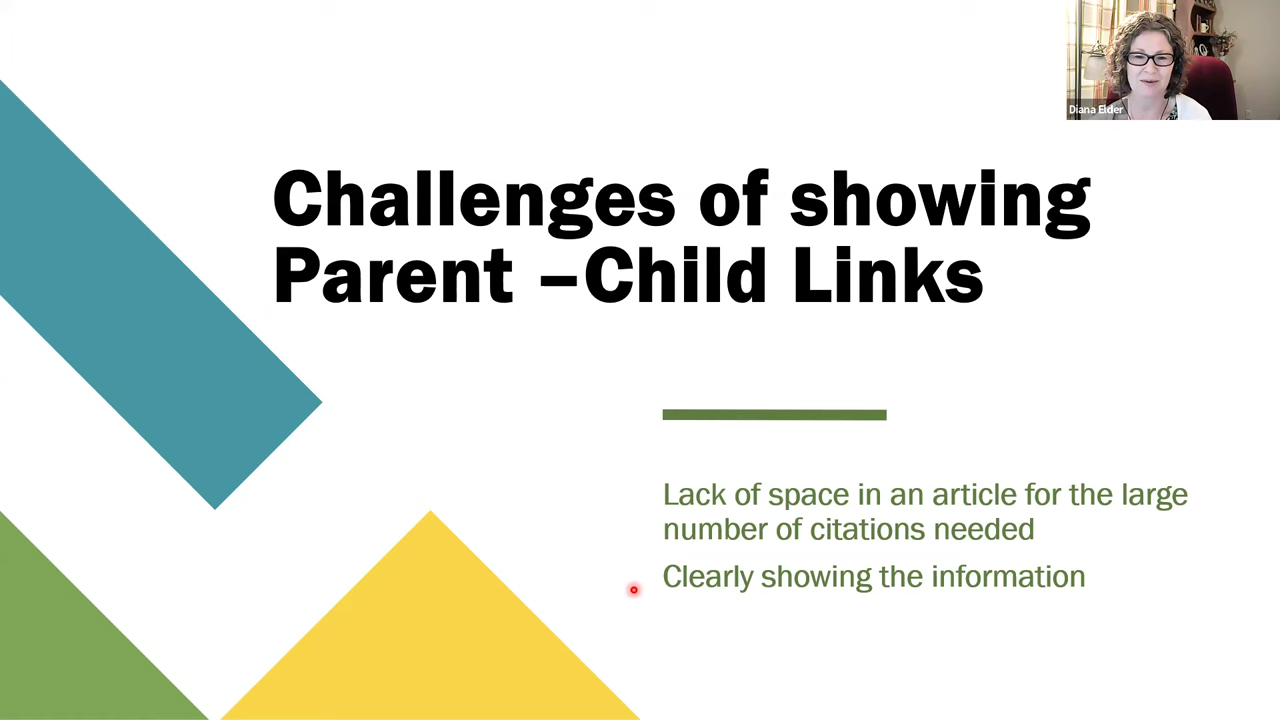 Diana Elder
Challenges of showing
Parent –Child Links
Lack of space in an article for the large
number of citations needed
Clearly showing the information